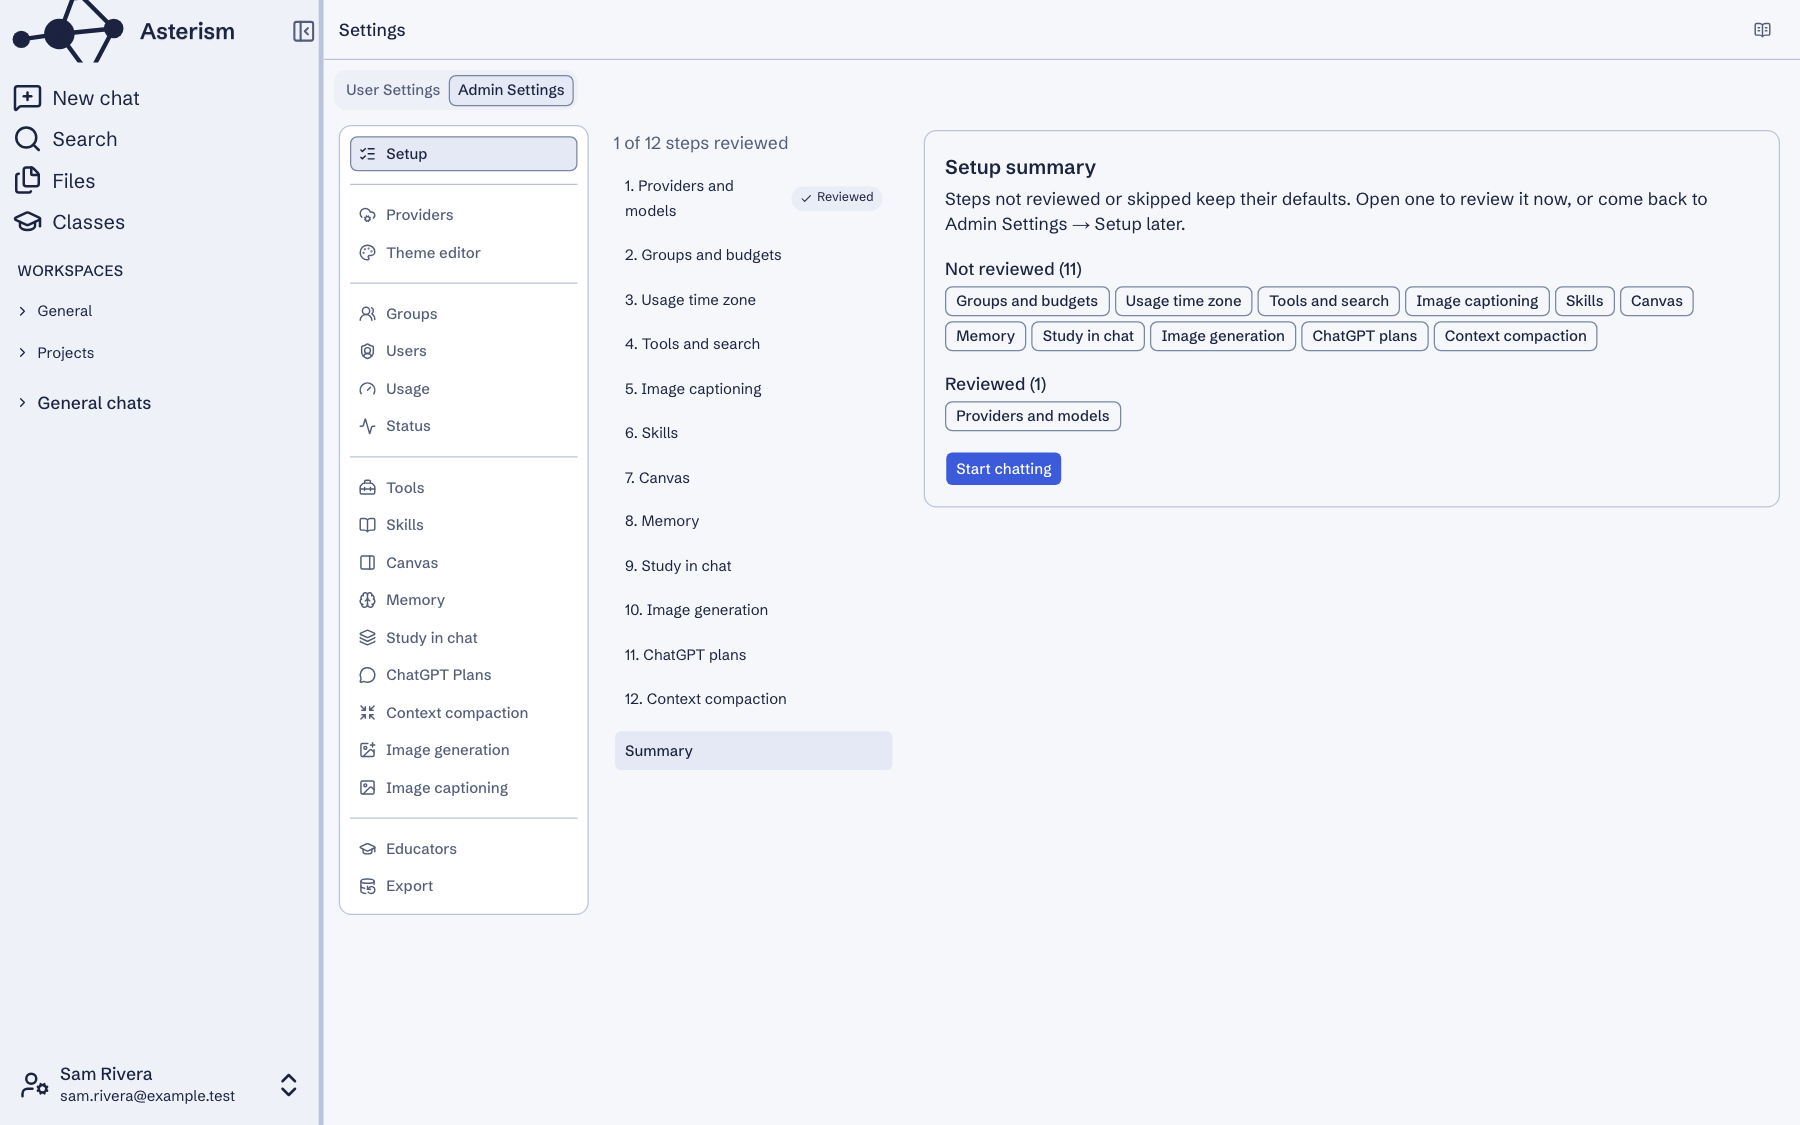 Asterism
New chat
Search
Files
Classes
WORKSPACES
General
Projects
General chats
Sam Rivera
sam.rivera@example.test
Settings
User Settings
Admin Settings
Setup
Providers
Theme editor
Groups
Users
Usage
Status
Tools
Skills
Canvas
Memory
Study in chat
ChatGPT Plans
Context compaction
Image generation
Image captioning
Educators
Export
1 of 12 steps reviewed
1. Providers and
models
Reviewed
2. Groups and budgets
3. Usage time zone
4. Tools and search
5. Image captioning
6. Skills
7. Canvas
8. Memory
9. Study in chat
10. Image generation
11. ChatGPT plans
12. Context compaction
Summary
Setup summary
Steps not reviewed or skipped keep their defaults. Open one to review it now, or come back to
Admin Settings → Setup later.
Not reviewed (11)
Groups and budgets Usage time zone Tools and search Image captioning Skills Canvas
Memory Study in chat Image generation ChatGPT plans Context compaction
Reviewed (1)
Providers and models
Start chatting